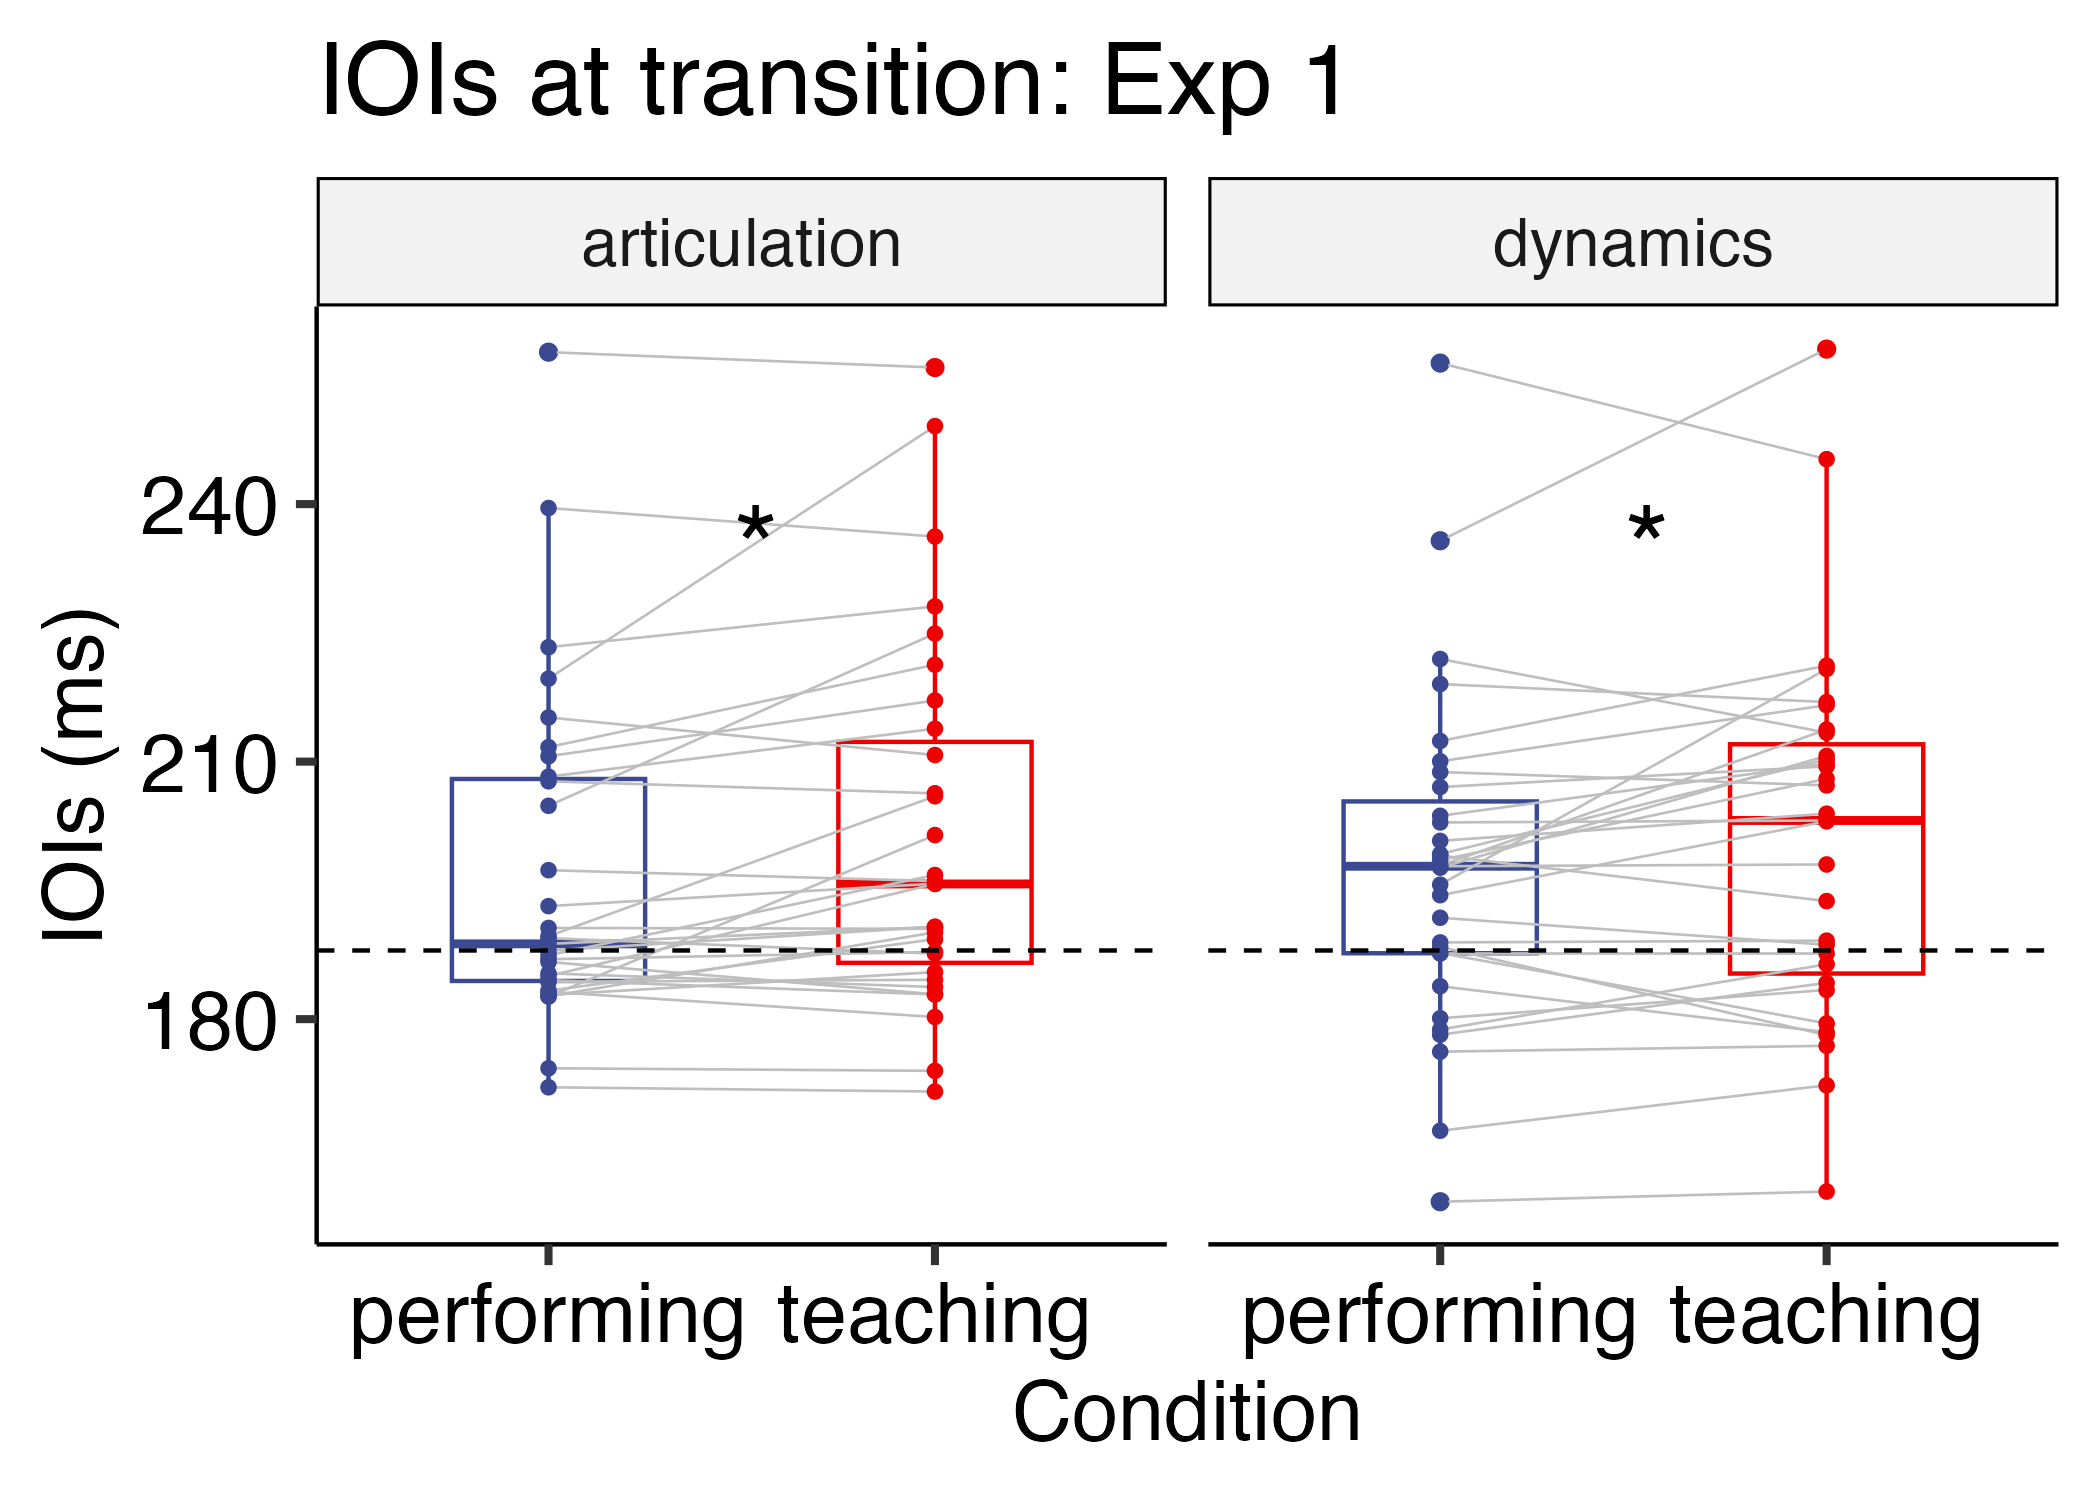 IOIs at transition: Exp 1
articulation
dynamics
IOIs (ms)
240
210
180
*
*
performing teaching
performing teaching
Condition